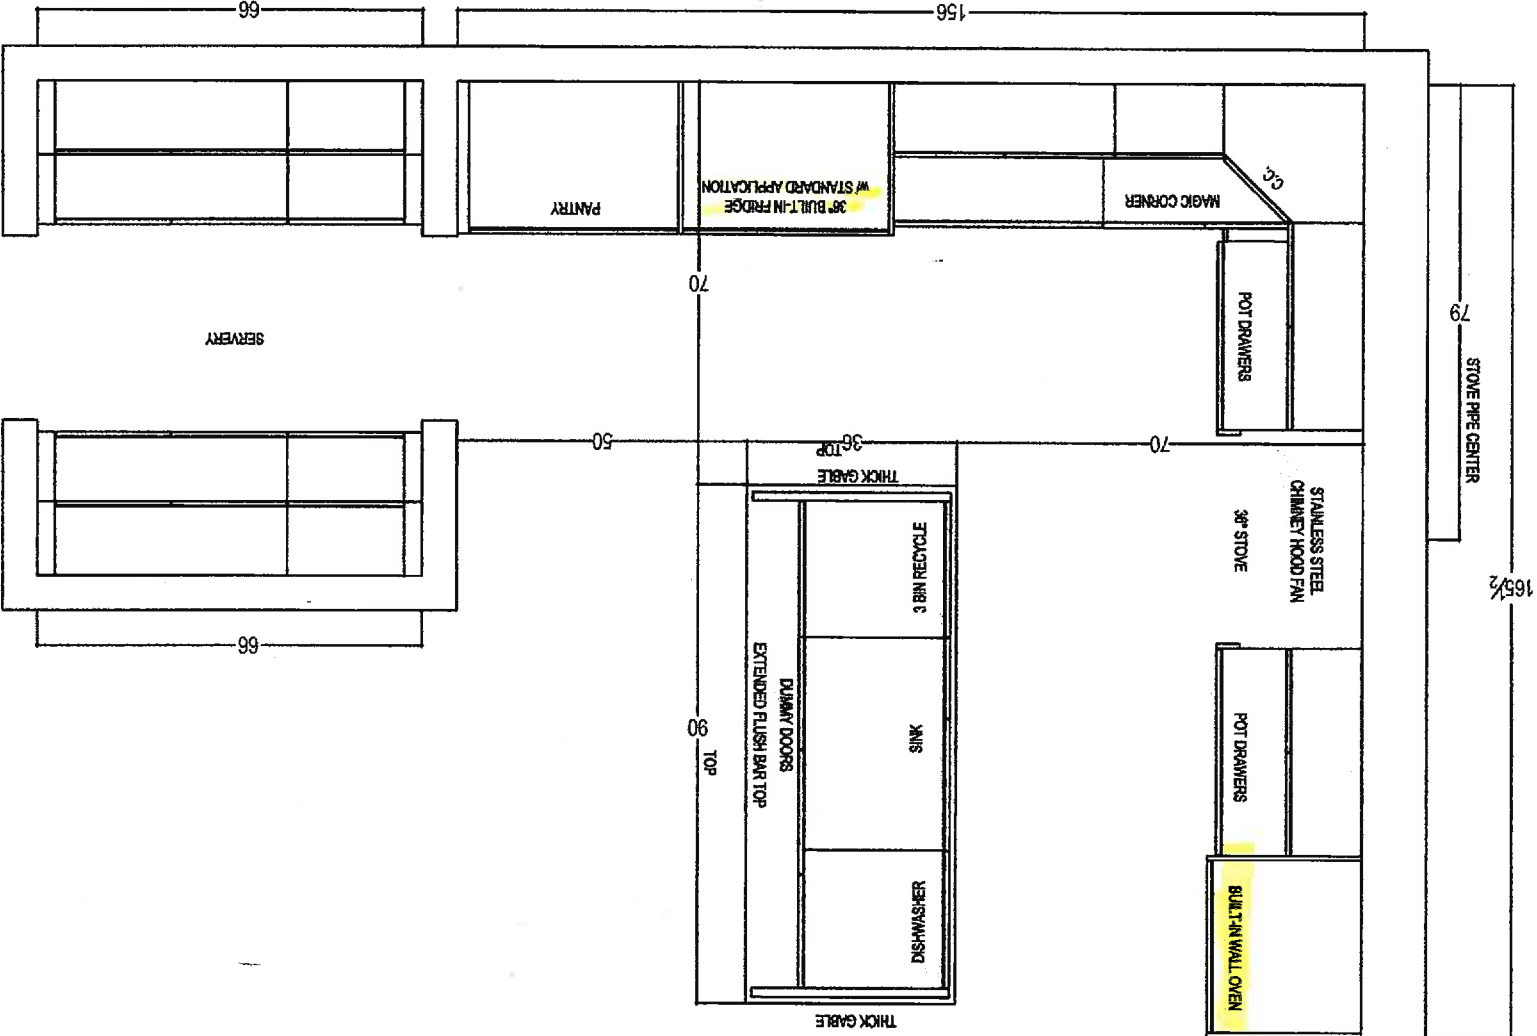 66
156
36" BUILT-IN FRIDGE
W/ STANDARD APPLICATION
PANTRY
MAGIC CORNER
C.C.
70
79
STOVE PIPE CENTER
POT DRAWERS
SERVERY
50
36
TOP
70
THICK GABLE
STAINLESS STEEL
CHIMNEY HOOD FAN
36" STOVE
165½
3 BIN RECYCLE
66
DUMMY DOORS
EXTENDED FLUSH BAR TOP
90
TOP
SINK
POT DRAWERS
DISHWASHER
BUILT-IN WALL OVEN
THICK GABLE